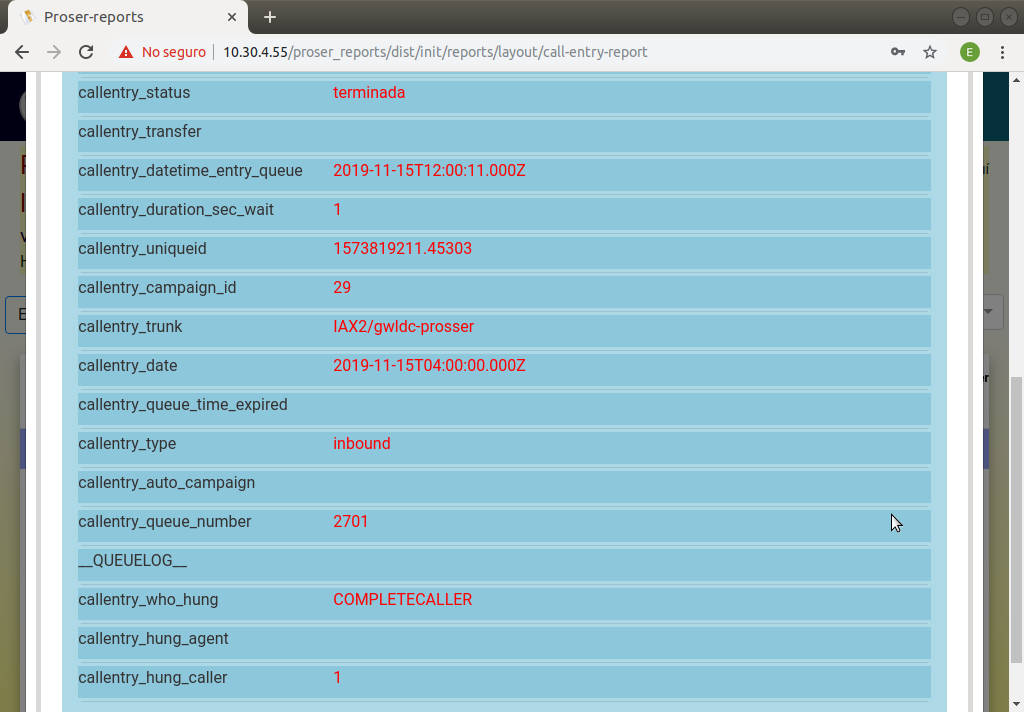 Proser-reports
No seguro 10.30.4.55/proser_reports/dist/init/reports/layout/call-entry-report
E
callentry_status terminada
callentry_transfer
callentry_datetime_entry_queue 2019-11-15T12:00:11.000Z
callentry_duration_sec_wait 1
callentry_uniqueid 1573819211.45303
callentry_campaign_id 29
callentry_trunk IAX2/gwldc-prosser
callentry_date 2019-11-15T04:00:00.000Z
callentry_queue_time_expired
callentry_type inbound
callentry_auto_campaign
callentry_queue_number 2701
__QUEUELOG__
callentry_who_hung COMPLETECALLER
callentry_hung_agent
callentry_hung_caller 1